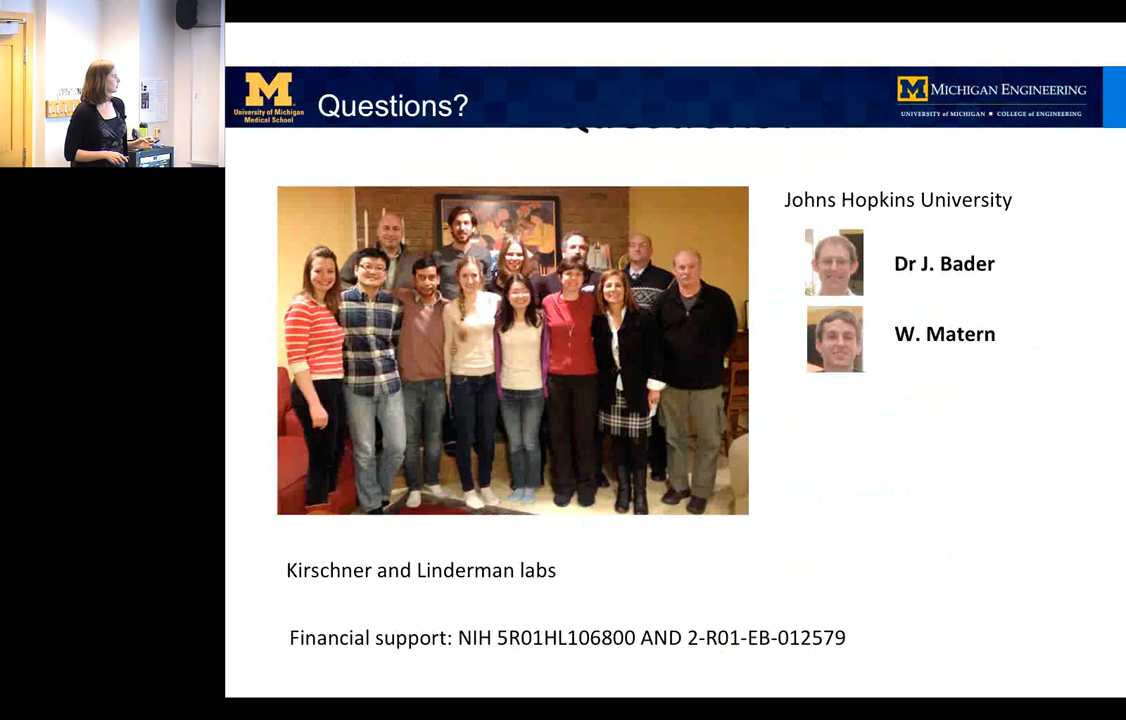 Questions?
University of Michigan
Medical School
MICHIGAN ENGINEERING
UNIVERSITY of MICHIGAN ■ COLLEGE of ENGINEERING
Johns Hopkins University
Dr J. Bader
W. Matern
Kirschner and Linderman labs
Financial support: NIH 5R01HL106800 AND 2-R01-EB-012579